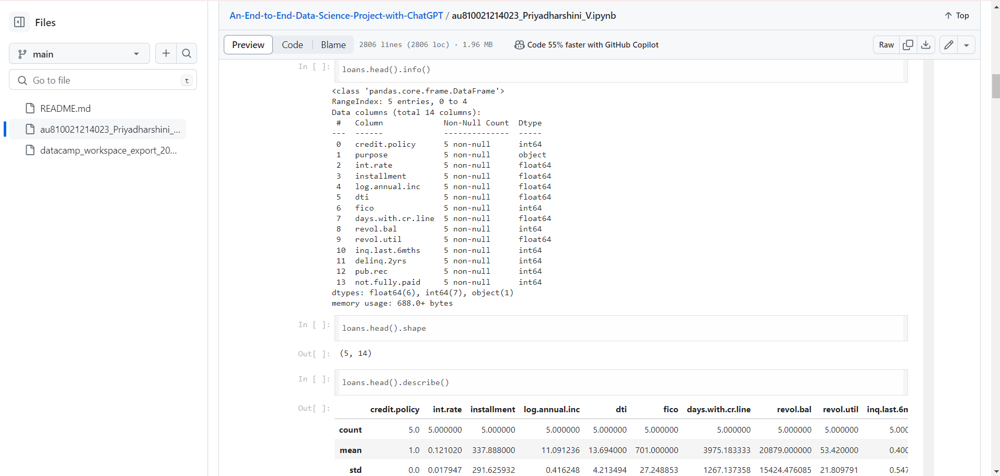 Files
main
Go to file
t
README.md
au810021214023_Priyadharshini_...
datacamp_workspace_export_20...
An-End-to-End-Data-Science-Project-with-ChatGPT / au810021214023_Priyadharshini_V.ipynb
Top
Preview Code Blame 2806 lines (2806 loc) · 1.96 MB Code 55% faster with GitHub Copilot Raw
In [ ]: loans.head().info()
<class 'pandas.core.frame.DataFrame'>
RangeIndex: 5 entries, 0 to 4
Data columns (total 14 columns):
# Column Non-Null Count Dtype
--- ------ -------------- -----
0 credit.policy 5 non-null int64
1 purpose 5 non-null object
2 int.rate 5 non-null float64
3 installment 5 non-null float64
4 log.annual.inc 5 non-null float64
5 dti 5 non-null float64
6 fico 5 non-null int64
7 days.with.cr.line 5 non-null float64
8 revol.bal 5 non-null int64
9 revol.util 5 non-null float64
10 inq.last.6mths 5 non-null int64
11 delinq.2yrs 5 non-null int64
12 pub.rec 5 non-null int64
13 not.fully.paid 5 non-null int64
dtypes: float64(6), int64(7), object(1)
memory usage: 688.0+ bytes
In [ ]: loans.head().shape
Out[ ]: (5, 14)
In [ ]: loans.head().describe()
Out[ ]: credit.policy int.rate installment log.annual.inc dti fico days.with.cr.line revol.bal revol.util inq.last.6m
count 5.0 5.000000 5.000000 5.000000 5.000000 5.000000 5.000000 5.000000 5.000000 5.000
mean 1.0 0.121020 337.888000 11.091236 13.694000 701.000000 3975.183333 20879.000000 53.420000 0.400
std 0.0 0.017947 291.625932 0.416248 4.213494 27.248853 1267.137358 15424.476085 21.809791 0.547